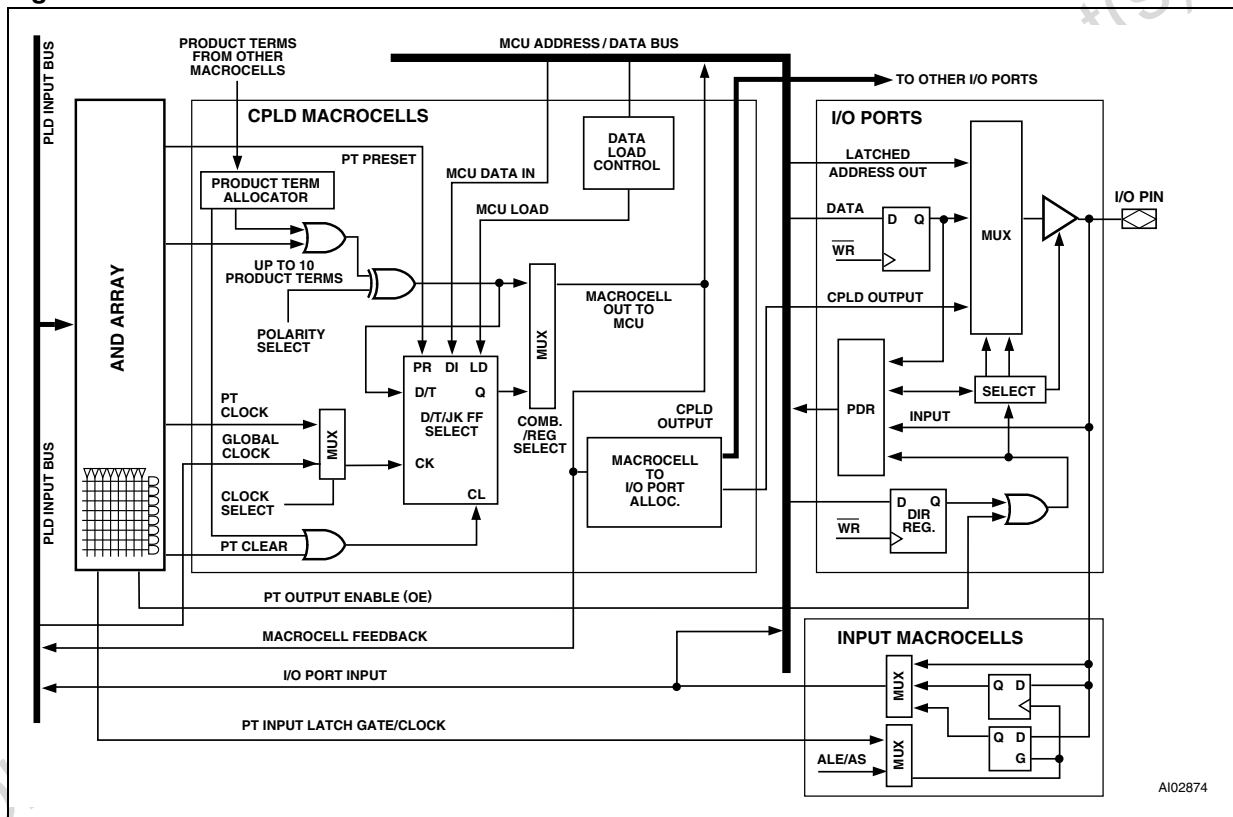 PRODUCT TERMS
FROM OTHER
MACROCELLS
MCU ADDRESS / DATA BUS
TO OTHER I/O PORTS
PLD INPUT BUS
CPLD MACROCELLS
I/O PORTS
PT PRESET
MCU DATA IN
DATA
LOAD
CONTROL
LATCHED
ADDRESS OUT
PRODUCT TERM
ALLOCATOR
MCU LOAD
I/O PIN
DATA
D Q
MUX
WR
AND ARRAY
UP TO 10
PRODUCT TERMS
POLARITY
SELECT
MUX
MACROCELL
OUT TO
MCU
CPLD OUTPUT
PR DI LD
D/T Q
D/T/JK FF
SELECT
CK
CL
COMB.
/REG
SELECT
CPLD
OUTPUT
PDR
SELECT
INPUT
PT
CLOCK
GLOBAL
CLOCK
MUX
CLOCK
SELECT
MACROCELL
TO
I/O PORT
ALLOC.
PLD INPUT BUS
D Q
DIR
REG.
WR
PT CLEAR
PT OUTPUT ENABLE (OE)
MACROCELL FEEDBACK
INPUT MACROCELLS
I/O PORT INPUT
MUX
Q D
PT INPUT LATCH GATE/CLOCK
MUX
Q D
G
ALE/AS
AI02874